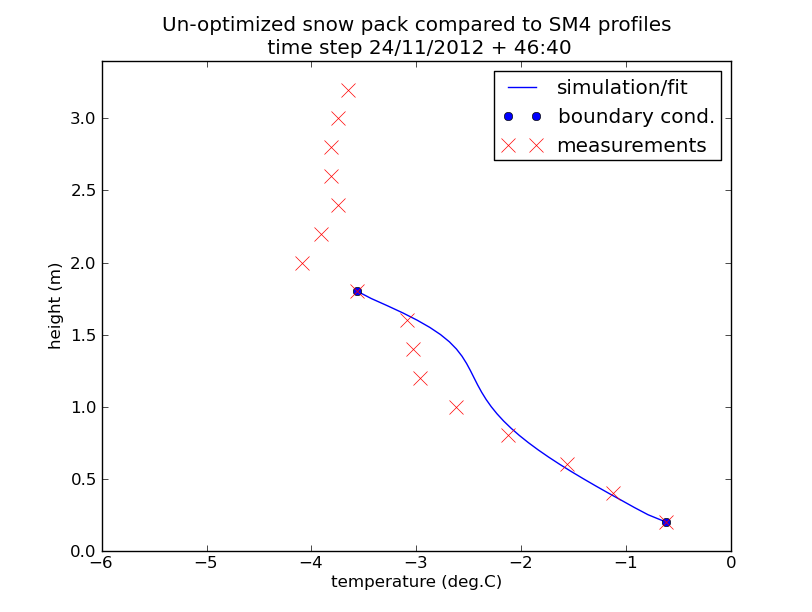 Un-optimized snow pack compared to SM4 profiles
time step 24/11/2012 + 46:40
simulation/fit
boundary cond.
measurements
height (m)
3.0
2.5
2.0
1.5
1.0
0.5
0.0
−6 −5 −4 −3 −2 −1 0
temperature (deg.C)